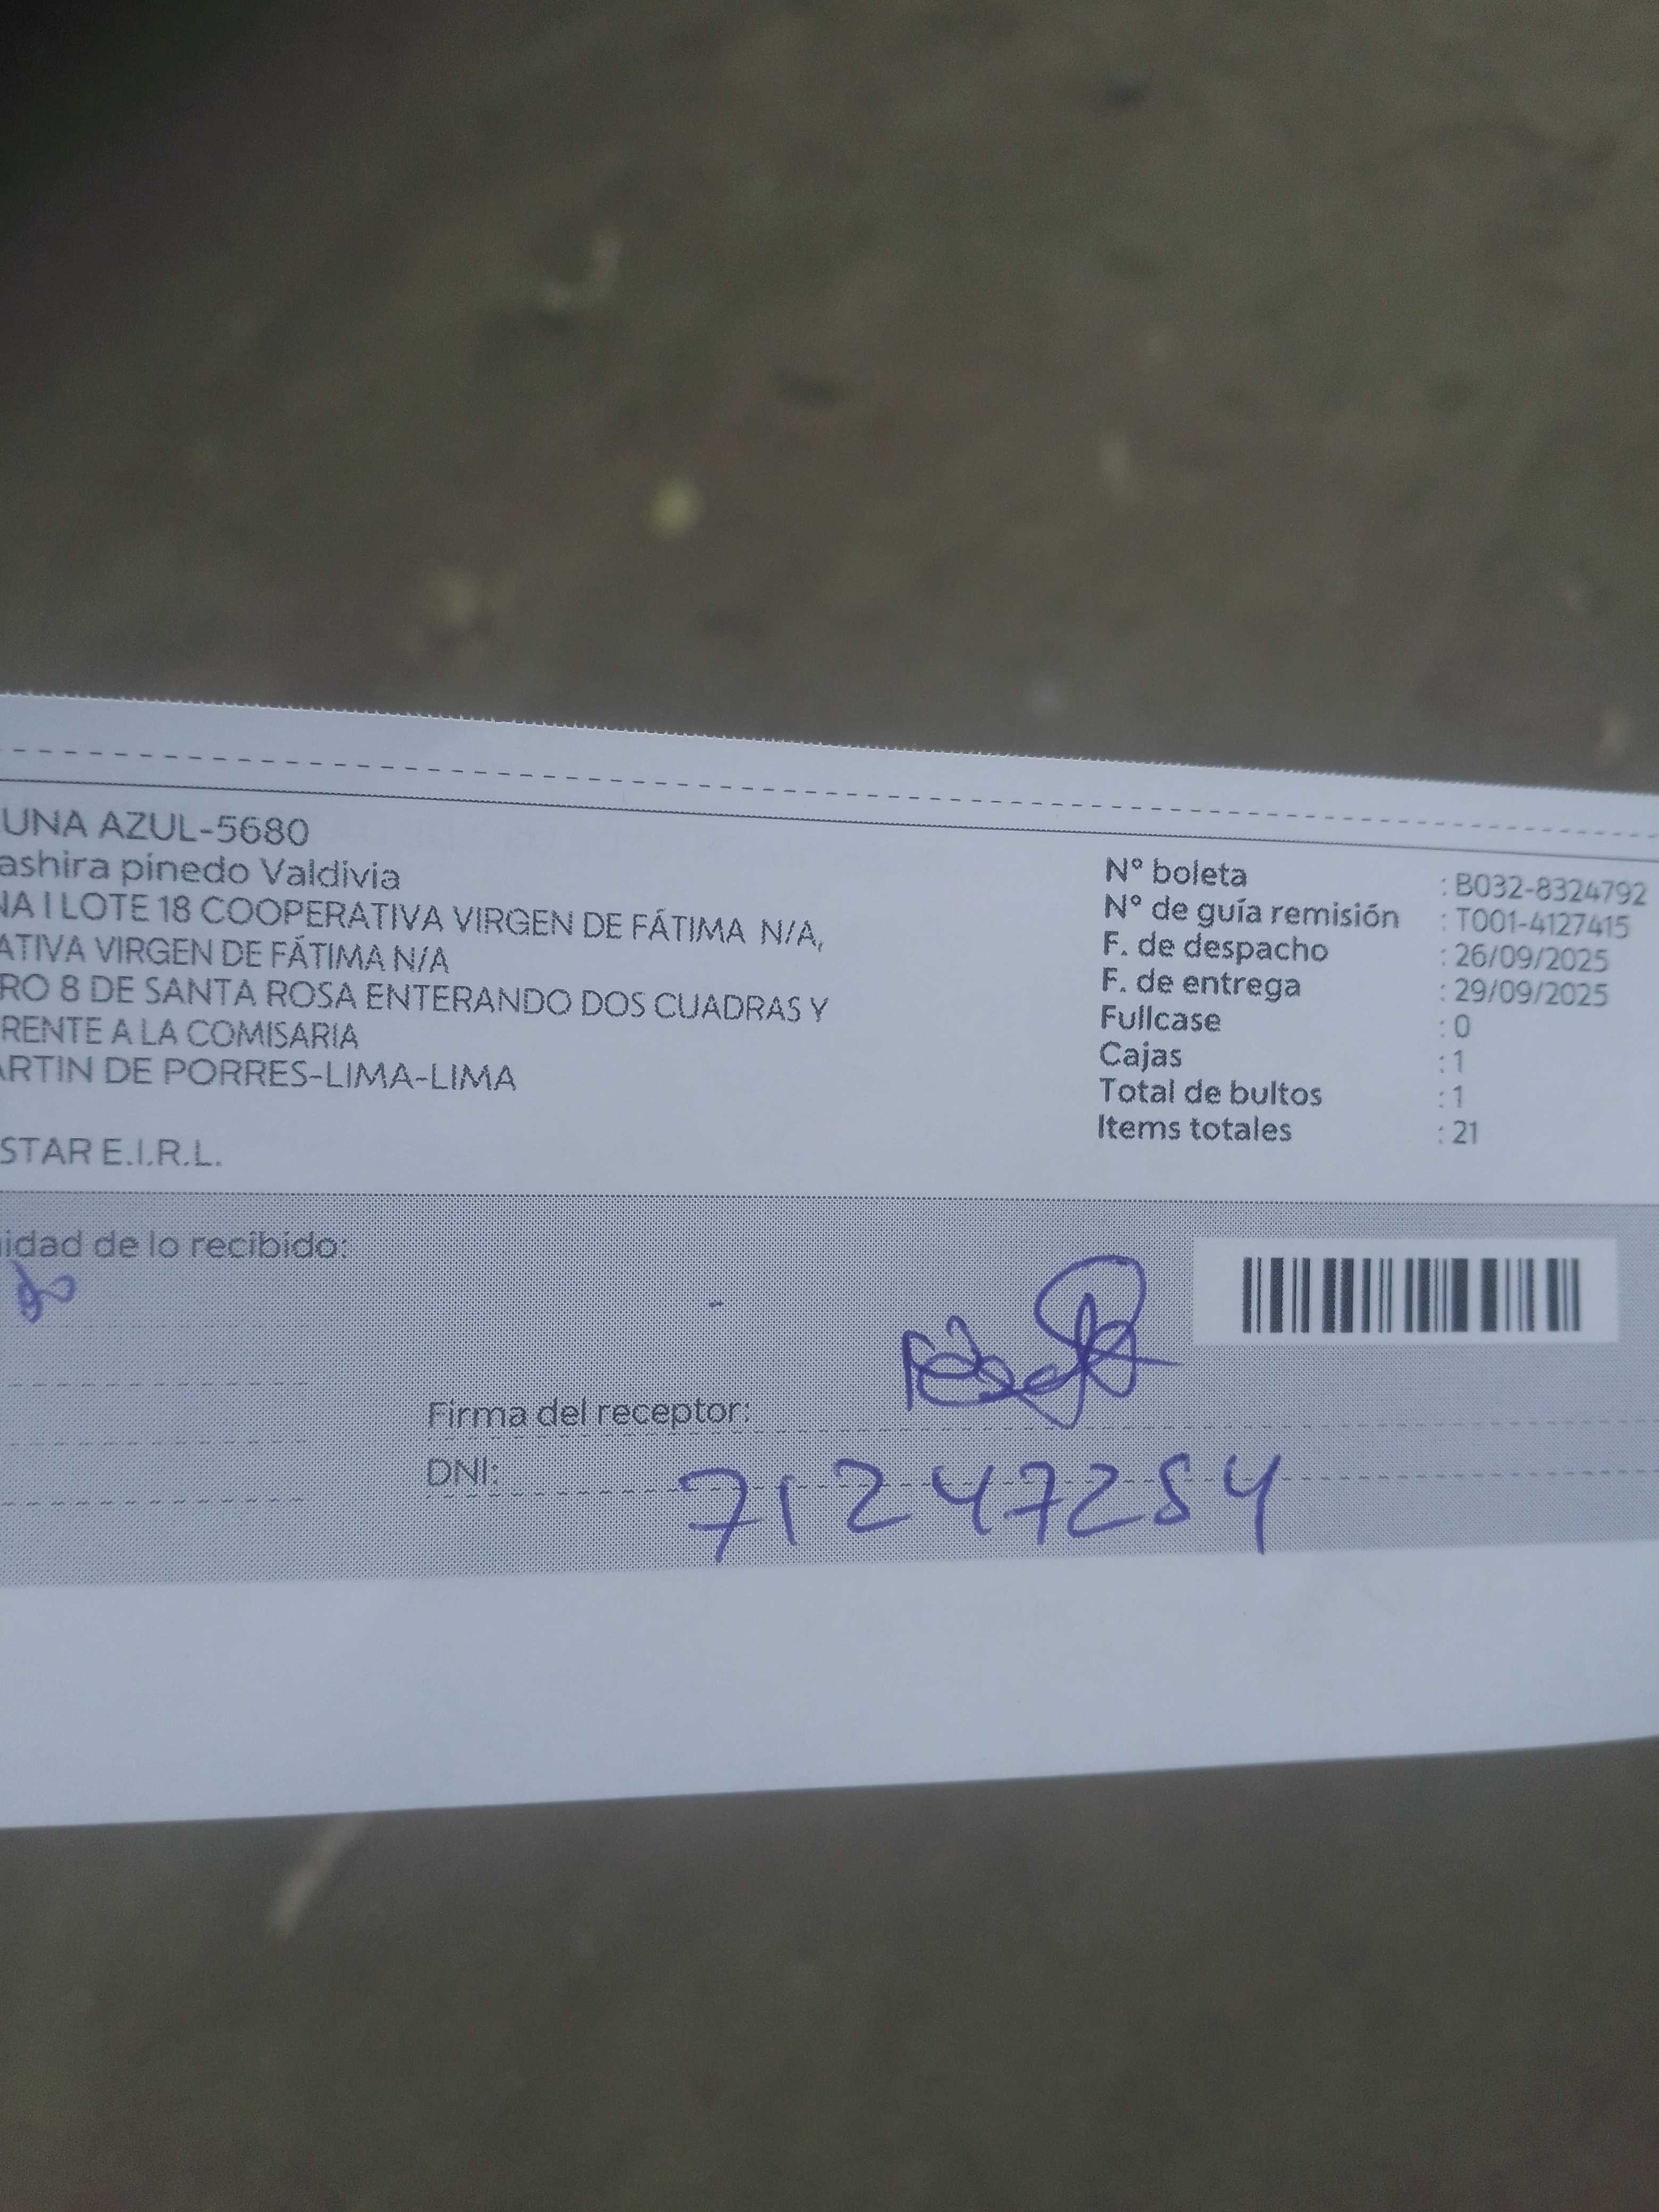 UNA AZUL-5680
ashira pinedo Valdivia
NA I LOTE 18 COOPERATIVA VIRGEN DE FÁTIMA N/A,
ATIVA VIRGEN DE FÁTIMA N/A
RO 8 DE SANTA ROSA ENTERANDO DOS CUADRAS Y
RENTE A LA COMISARIA
ARTIN DE PORRES-LIMA-LIMA
STAR E.I.R.L.
Nº boleta : B032-8324792
Nº de guía remisión : T001-4127415
F. de despacho : 26/09/2025
F. de entrega : 29/09/2025
Fullcase : 0
Cajas : 1
Total de bultos : 1
Items totales : 21
idad de lo recibido:
Firma del receptor:
DNI: 71247254